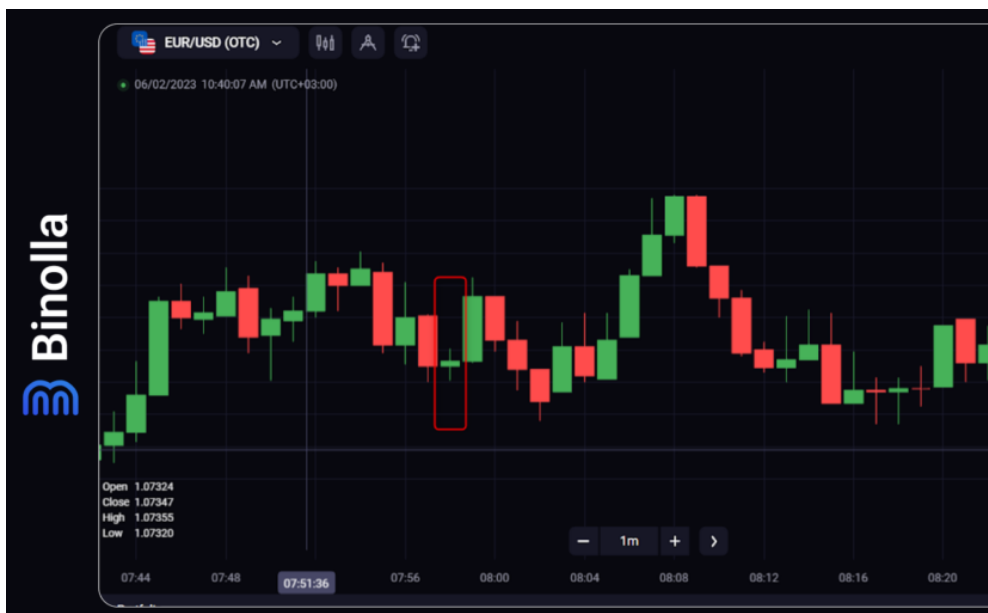 Binolla
EUR/USD (OTC)
06/02/2023 10:40:07 AM (UTC+03:00)
Open 1.07324
Close 1.07347
High 1.07355
Low 1.07320
1m
07:44 07:48 07:51:36 07:56 08:00 08:04 08:08 08:12 08:16 08:20